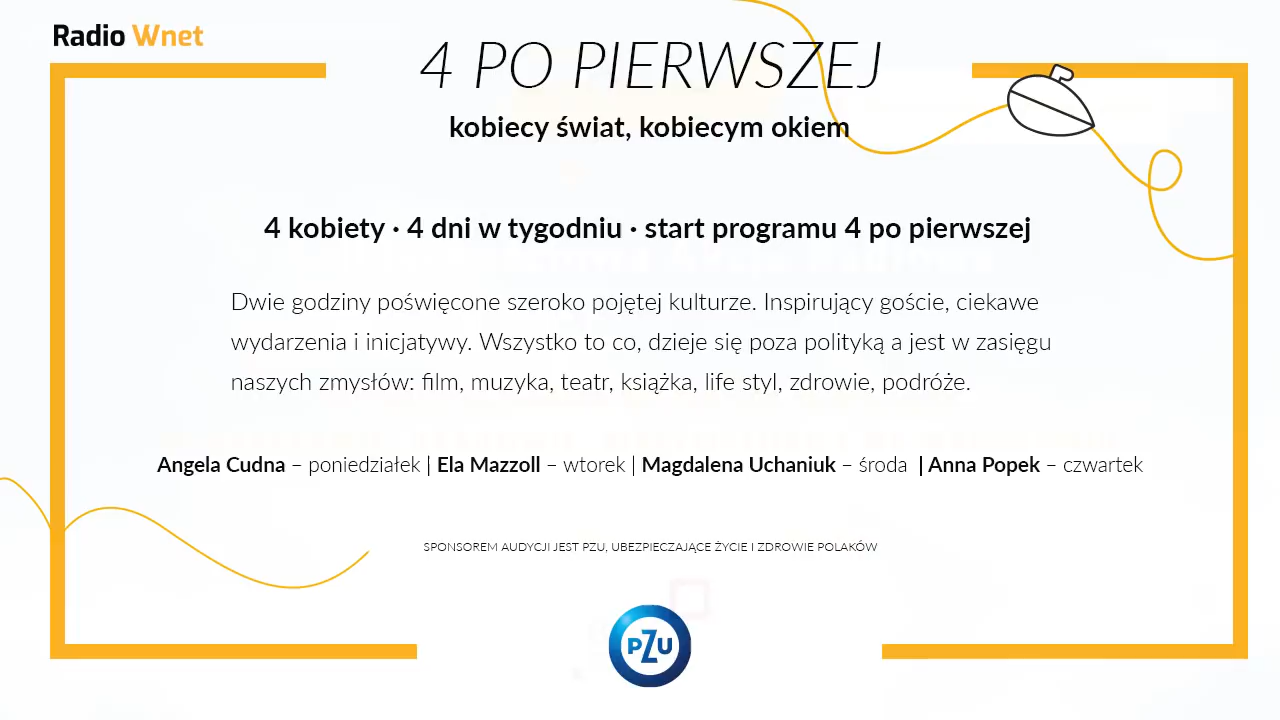 Radio Wnet
4 PO PIERWSZEJ
kobiecy świat, kobiecym okiem
4 kobiety · 4 dni w tygodniu · start programu 4 po pierwszej
Dwie godziny poświęcone szeroko pojętej kulturze. Inspirujący goście, ciekawe
wydarzenia i inicjatywy. Wszystko to co, dzieje się poza polityką a jest w zasięgu
naszych zmysłów: film, muzyka, teatr, książka, life styl, zdrowie, podróże.
Angela Cudna – poniedziałek | Ela Mazzoll – wtorek | Magdalena Uchaniuk – środa | Anna Popek – czwartek
SPONSOREM AUDYCJI JEST PZU, UBEZPIECZAJĄCE ŻYCIE I ZDROWIE POLAKÓW
PZU